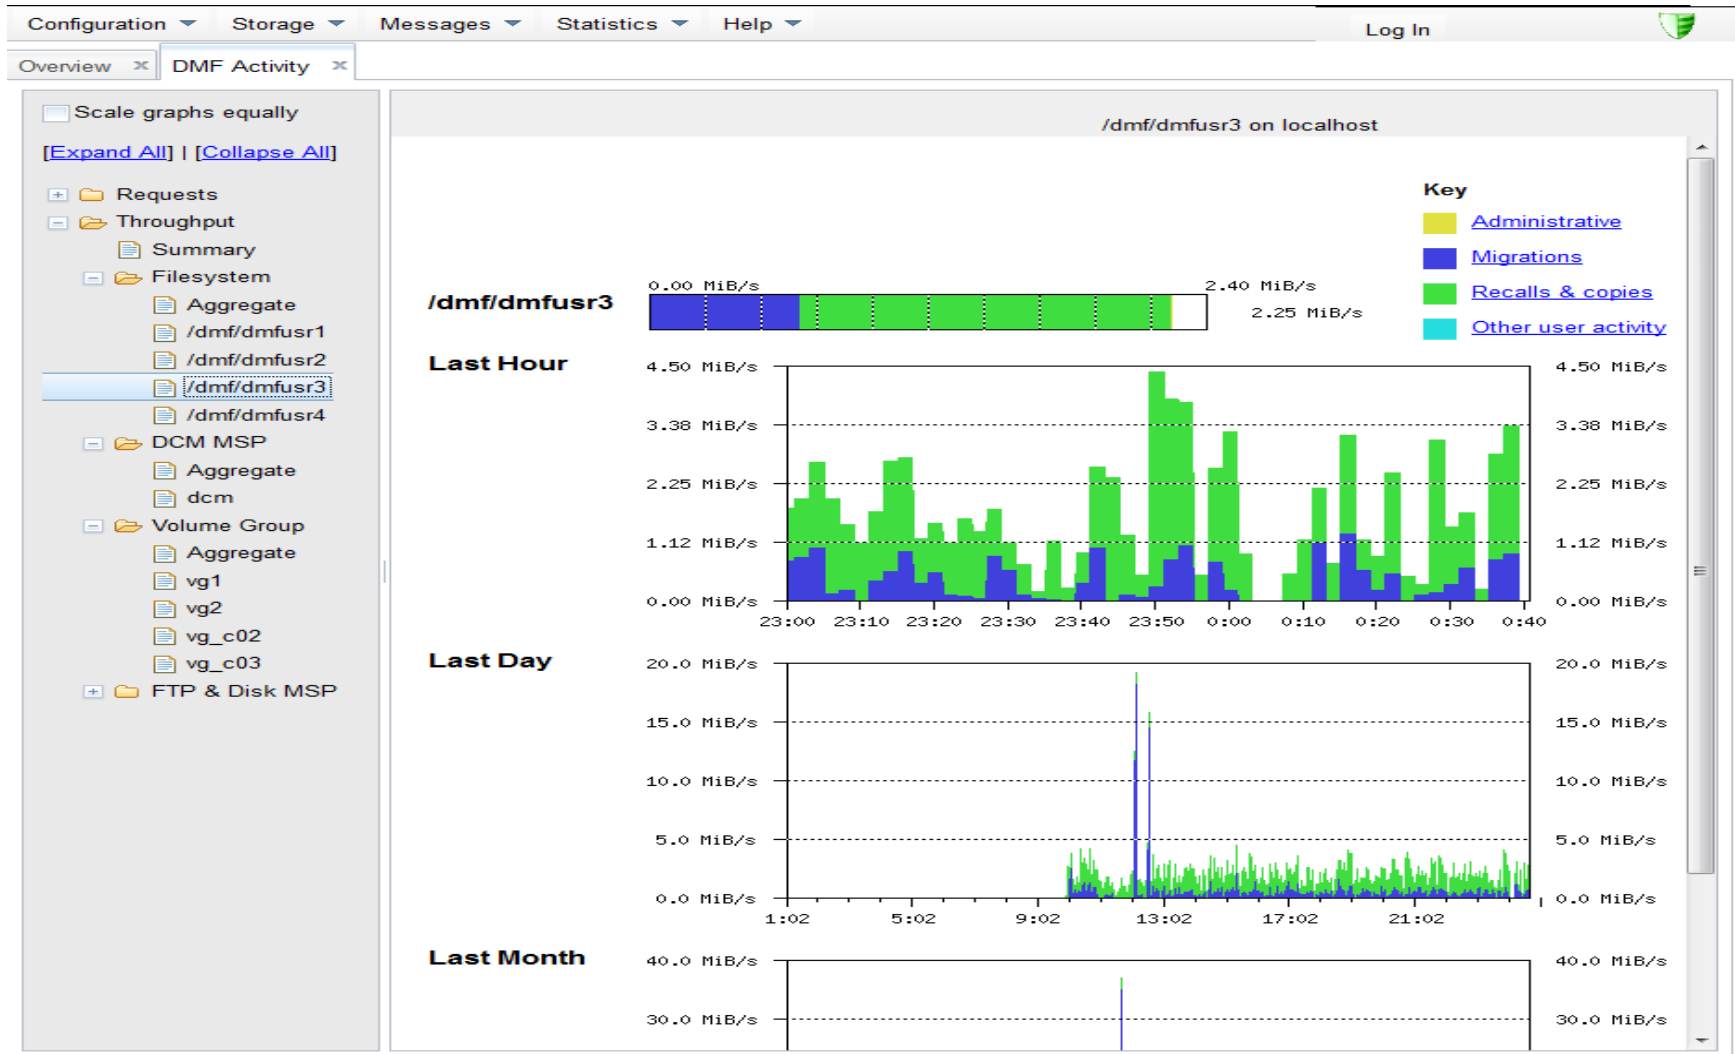 Configuration Storage Messages Statistics Help Log In
Overview DMF Activity
Scale graphs equally
[Expand All] | [Collapse All]
Requests
Throughput
Summary
Filesystem
Aggregate
/dmf/dmfusr1
/dmf/dmfusr2
/dmf/dmfusr3
/dmf/dmfusr4
DCM MSP
Aggregate
dcm
Volume Group
Aggregate
vg1
vg2
vg_c02
vg_c03
FTP & Disk MSP
/dmf/dmfusr3 on localhost
Key
Administrative
Migrations
Recalls & copies
Other user activity
0.00 MiB/s 2.40 MiB/s
/dmf/dmfusr3 2.25 MiB/s
Last Hour
4.50 MiB/s 4.50 MiB/s
3.38 MiB/s 3.38 MiB/s
2.25 MiB/s 2.25 MiB/s
1.12 MiB/s 1.12 MiB/s
0.00 MiB/s 0.00 MiB/s
23:00 23:10 23:20 23:30 23:40 23:50 0:00 0:10 0:20 0:30 0:40
Last Day
20.0 MiB/s 20.0 MiB/s
15.0 MiB/s 15.0 MiB/s
10.0 MiB/s 10.0 MiB/s
5.0 MiB/s 5.0 MiB/s
0.0 MiB/s 0.0 MiB/s
1:02 5:02 9:02 13:02 17:02 21:02
Last Month
40.0 MiB/s 40.0 MiB/s
30.0 MiB/s 30.0 MiB/s